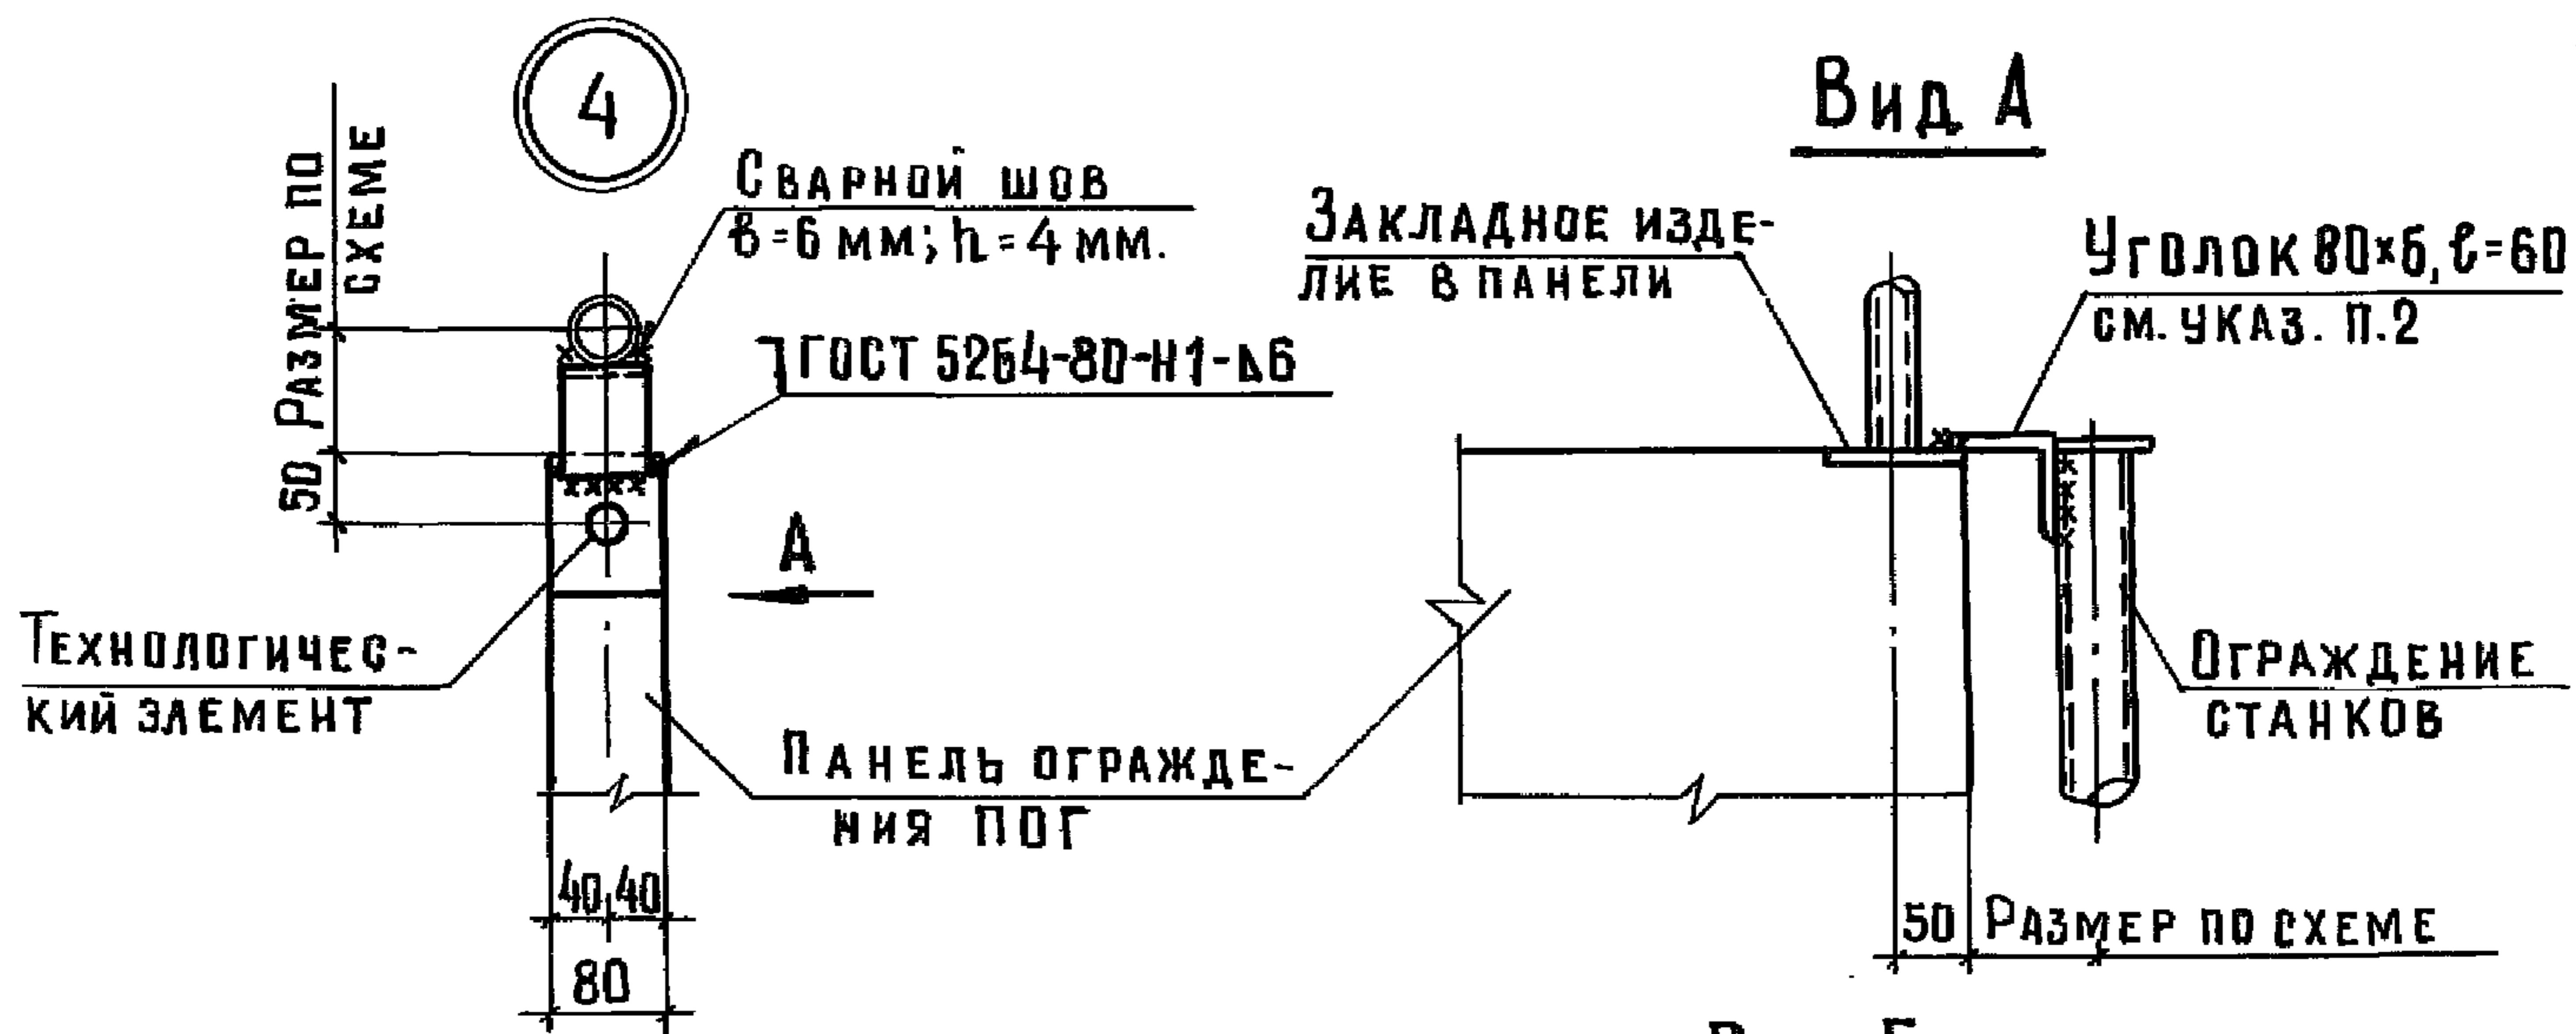 4
РАЗМЕР ПО
СХЕМЕ
50
СВАРНОЙ ШОВ
в=6 мм; h=4 мм.
ГОСТ 5264-80-Н1-△6
А
ТЕХНОЛОГИЧЕС-
КИЙ ЭЛЕМЕНТ
ПАНЕЛЬ ОГРАЖДЕ-
НИЯ ПОГ
40 40
80
Вид А
ЗАКЛАДНОЕ ИЗДЕ-
ЛИЕ В ПАНЕЛИ
УГОЛОК 80×6, ℓ=60
СМ. УКАЗ. П.2
ОГРАЖДЕНИЕ
СТАНКОВ
50 РАЗМЕР ПО СХЕМЕ